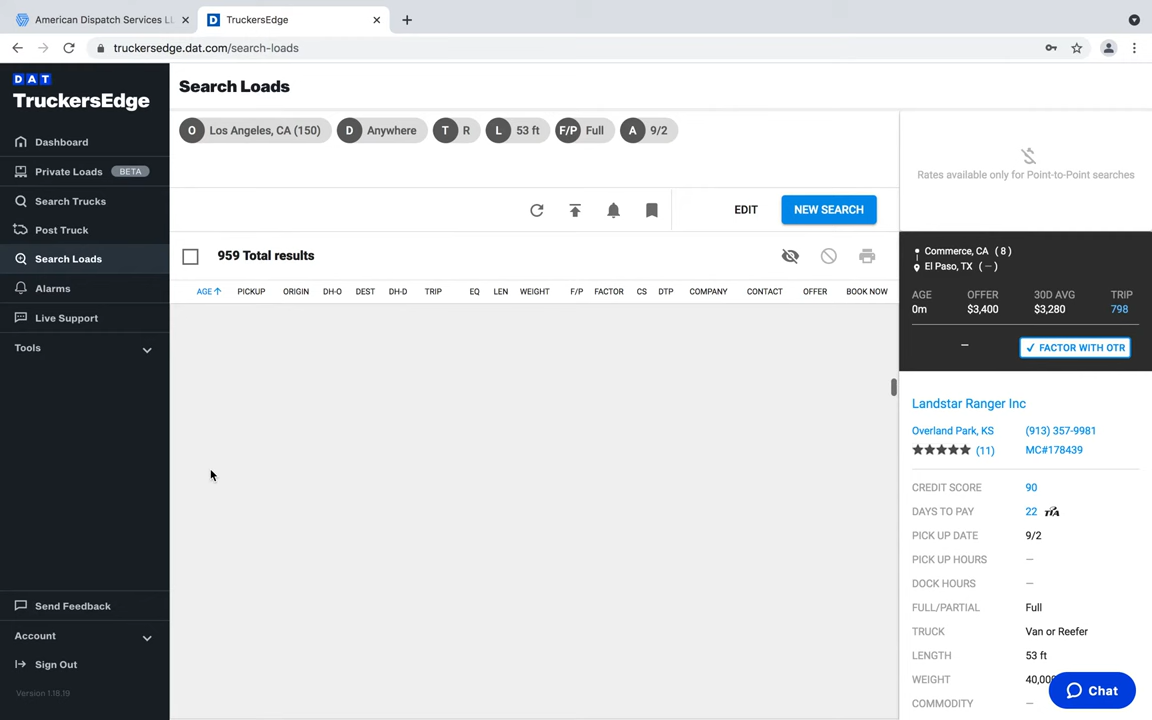 American Dispatch Services LL
TruckersEdge
truckersedge.dat.com/search-loads
DAT
TruckersEdge
Dashboard
Private Loads BETA
Search Trucks
Post Truck
Search Loads
Alarms
Live Support
Tools
Send Feedback
Account
Sign Out
Version 1.18.19
Search Loads
O Los Angeles, CA (150) D Anywhere T R L 53 ft F/P Full A 9/2
EDIT NEW SEARCH
959 Total results
AGE PICKUP ORIGIN DH-O DEST DH-D TRIP EQ LEN WEIGHT F/P FACTOR CS DTP COMPANY CONTACT OFFER BOOK NOW
Rates available only for Point-to-Point searches
Commerce, CA ( 8 )
El Paso, TX ( – )
AGE OFFER 30D AVG TRIP
0m $3,400 $3,280 798
– ✓ FACTOR WITH OTR
Landstar Ranger Inc
Overland Park, KS (913) 357-9981
★★★★★ (11) MC#178439
CREDIT SCORE 90
DAYS TO PAY 22 TIA
PICK UP DATE 9/2
PICK UP HOURS –
DOCK HOURS –
FULL/PARTIAL Full
TRUCK Van or Reefer
LENGTH 53 ft
WEIGHT
COMMODITY –
Chat